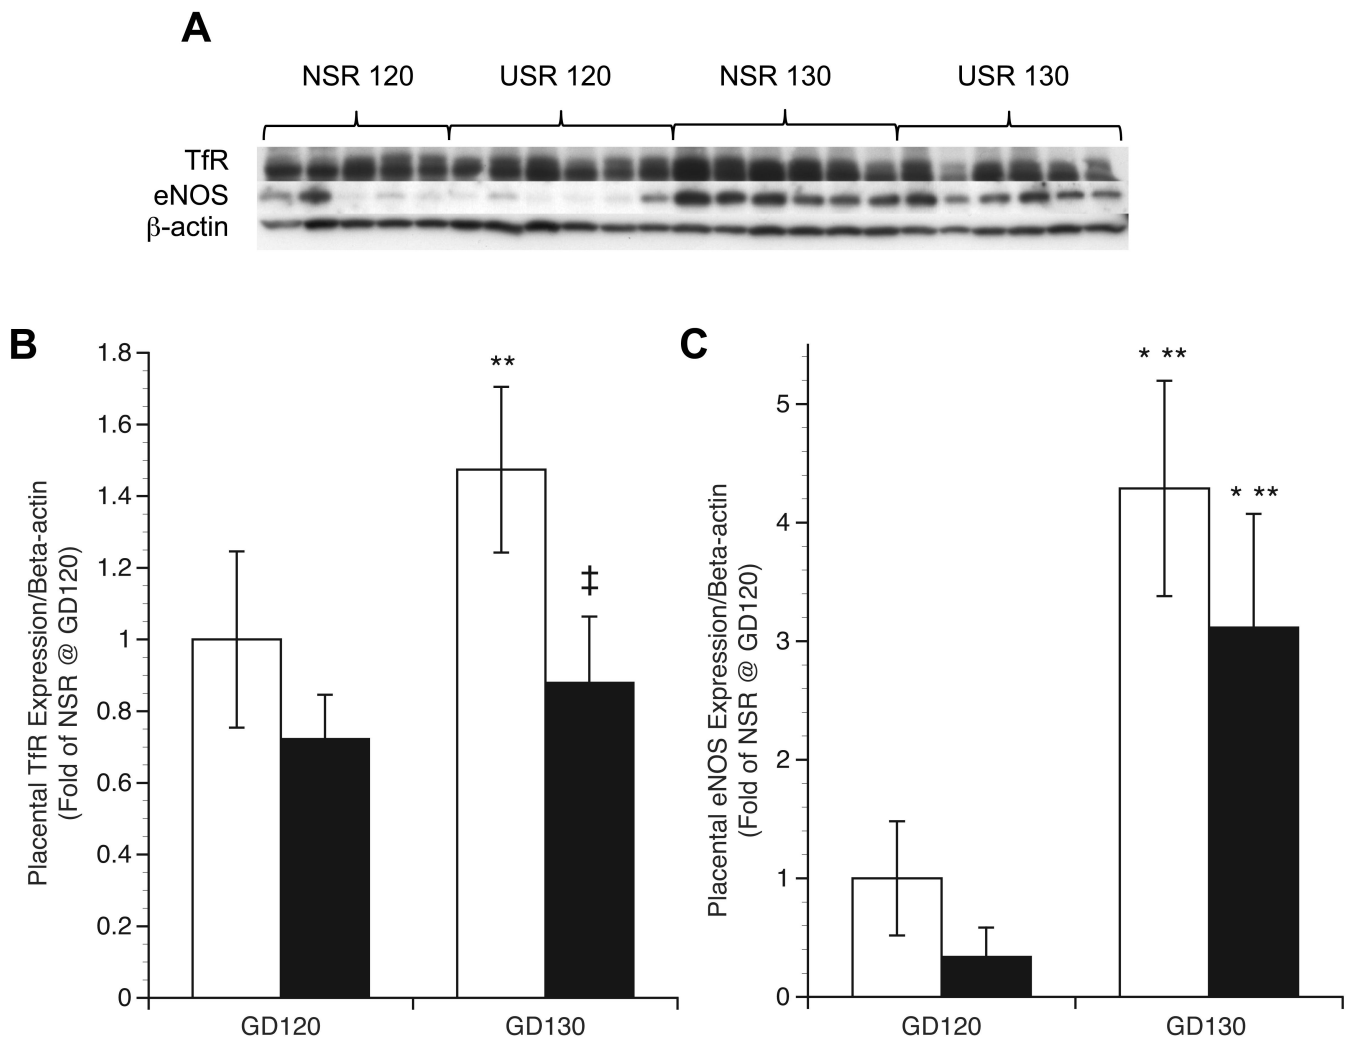 A
NSR 120 USR 120 NSR 130 USR 130
TfR
eNOS
β-actin
B
Placental TfR Expression/Beta-actin
(Fold of NSR @ GD120)
1.8
1.6
1.4
1.2
1
0.8
0.6
0.4
0.2
0
**
‡
GD120 GD130
C
Placental eNOS Expression/Beta-actin
(Fold of NSR @ GD120)
5
4
3
2
1
0
* **
* **
GD120 GD130